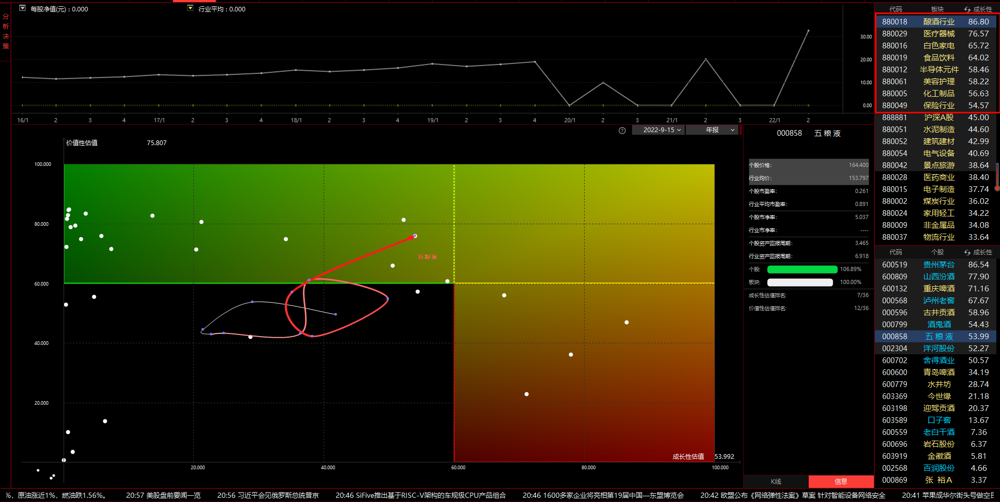 分析决策
每股净值(元) : 0.000 行业平均 : 0.000
30.00
20.00
10.00
0.00
16/1 2 3 4 17/1 2 3 4 18/1 2 3 4 19/1 2 3 4 20/1 2 3 21/1 2 3 22/1 2
2022-9-15 年报
价值性估值 75.807
100.000
80.000
60.000
40.000
20.000
五粮液
成长性估值 53.992
20.000 40.000 60.000 80.000 100.000
000858 五 粮 液
个股价格: 164.400
行业均价: 153.797
个股市盈率: 0.261
行业平均市盈率: 0.891
个股市净率: 5.037
行业市净率: ----
个股资产回报周期: 3.465
行业资产回报周期: 6.918
个股: 106.89%
板块: 100.00%
成长性估值排名: 7/36
价值性估值排名: 12/36
K线 信息
代码 板块 成长性
880018 酿酒行业 86.80
880029 医疗器械 76.57
880016 白色家电 65.72
880019 食品饮料 64.02
880012 半导体元件 58.46
880061 美容护理 58.22
880005 化工制品 56.63
880049 保险行业 54.57
888881 沪深A股 45.00
880051 水泥制造 44.60
880052 建筑建材 42.99
880054 电气设备 40.69
880042 景点旅游 38.64
880028 医药商业 38.40
880015 电子制造 37.74
880002 煤炭行业 36.02
880024 家用轻工 34.22
880009 非金属品 34.08
880037 物流行业 33.64
代码 个股 成长性
600519 贵州茅台 86.54
600809 山西汾酒 77.90
600132 重庆啤酒 71.16
000568 泸州老窖 67.67
000596 古井贡酒 58.96
000799 酒鬼酒 54.43
000858 五 粮 液 53.99
002304 洋河股份 52.27
600702 舍得酒业 50.57
600600 青岛啤酒 34.19
600779 水井坊 28.74
603369 今世缘 21.18
603198 迎驾贡酒 20.37
603589 口子窖 13.67
600559 老白干酒 7.36
600696 岩石股份 6.37
603919 金徽酒 5.81
002568 百润股份 4.66
000869 张 裕A 3.37
%，原油涨近1%，燃油跌1.56%。 20:57 美股盘前要闻一览 20:56 习近平会见俄罗斯总统普京 20:46 SiFive推出基于RISC-V架构的车规级CPU产品组合 20:46 1600多家企业将亮相第19届中国—东盟博览会 20:42 欧盟公布《网络弹性法案》草案 针对智能设备网络安全 20:41 苹果成华尔街头号做空目